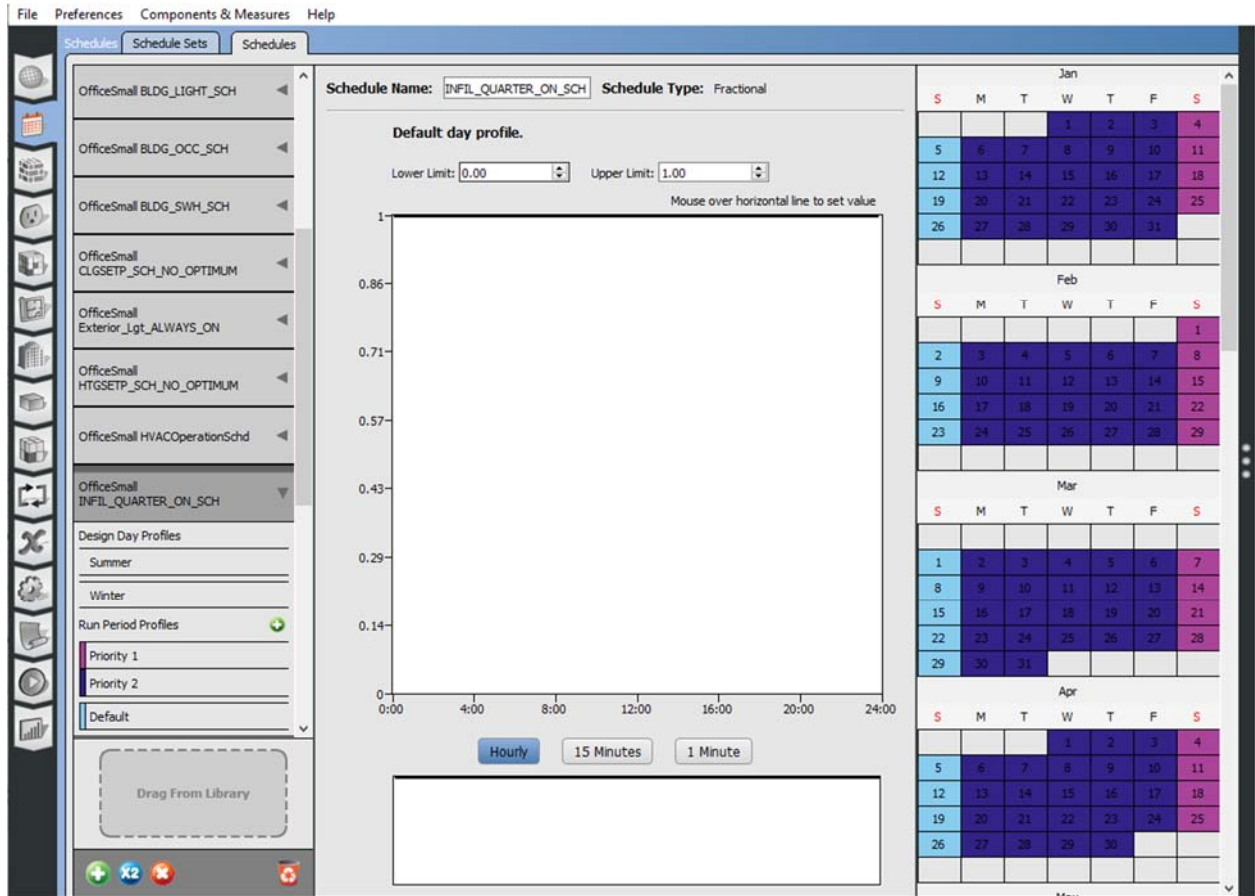 File Preferences Components & Measures Help
Schedules Schedule Sets Schedules
OfficeSmall BLDG_LIGHT_SCH
OfficeSmall BLDG_OCC_SCH
OfficeSmall BLDG_SWH_SCH
OfficeSmall
CLGSETP_SCH_NO_OPTIMUM
OfficeSmall
Exterior_Lgt_ALWAYS_ON
OfficeSmall
HTGSETP_SCH_NO_OPTIMUM
OfficeSmall HVACOperationSchd
OfficeSmall
INFIL_QUARTER_ON_SCH
Design Day Profiles
Summer
Winter
Run Period Profiles
Priority 1
Priority 2
Default
Drag From Library
X2
Schedule Name: INFIL_QUARTER_ON_SCH Schedule Type: Fractional
Default day profile.
Lower Limit: 0.00 Upper Limit: 1.00
Mouse over horizontal line to set value
1
0.86
0.71
0.57
0.43
0.29
0.14
0
0:00 4:00 8:00 12:00 16:00 20:00 24:00
Hourly 15 Minutes 1 Minute
Jan
S M T W T F S
1 2 3 4
5 6 7 8 9 10 11
12 13 14 15 16 17 18
19 20 21 22 23 24 25
26 27 28 29 30 31
Feb
S M T W T F S
1
2 3 4 5 6 7 8
9 10 11 12 13 14 15
16 17 18 19 20 21 22
23 24 25 26 27 28 29
Mar
S M T W T F S
1 2 3 4 5 6 7
8 9 10 11 12 13 14
15 16 17 18 19 20 21
22 23 24 25 26 27 28
29 30 31
Apr
S M T W T F S
1 2 3 4
5 6 7 8 9 10 11
12 13 14 15 16 17 18
19 20 21 22 23 24 25
26 27 28 29 30